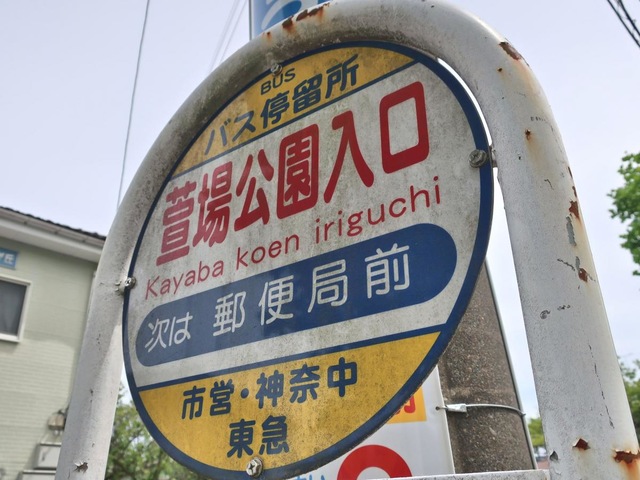 BUS
バス停留所
萱場公園入口
Kayaba koen iriguchi
次は 郵便局前
市営・神奈中
東急